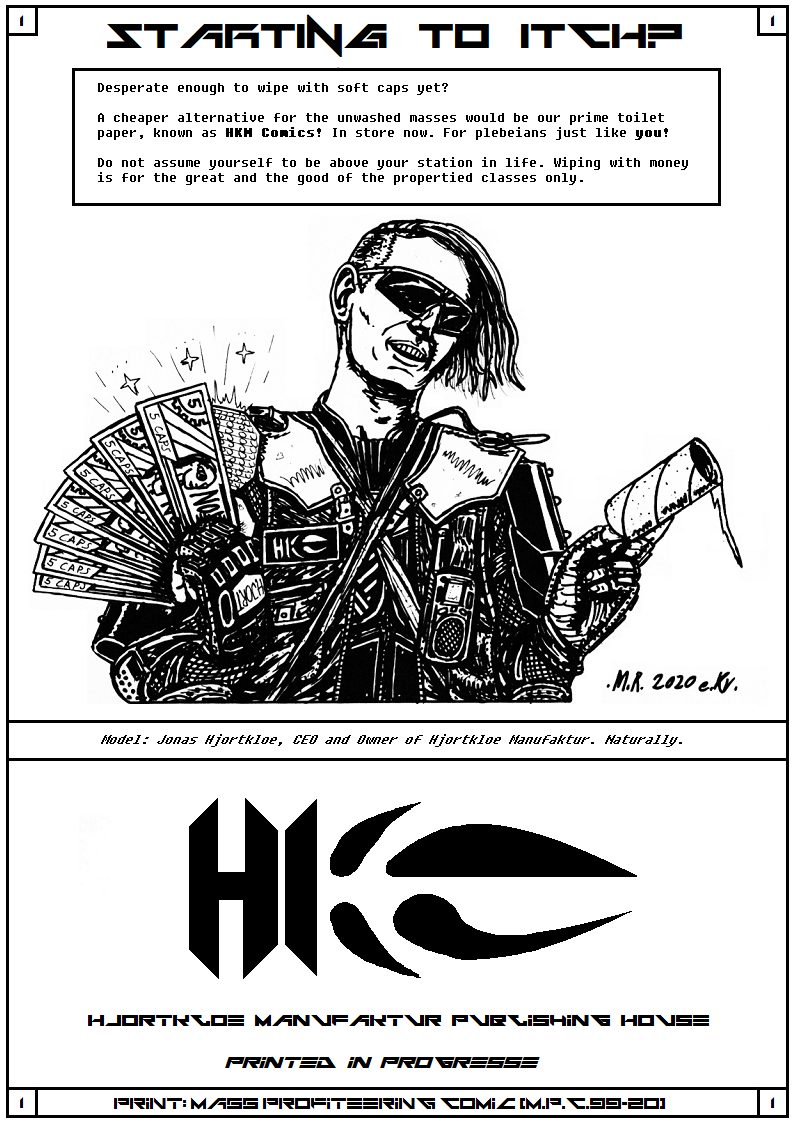 1 STARTING TO ITCH? 1
Desperate enough to wipe with soft caps yet?
A cheaper alternative for the unwashed masses would be our prime toilet
paper, known as HKM Comics! In store now. For plebeians just like you!
Do not assume yourself to be above your station in life. Wiping with money
is for the great and the good of the propertied classes only.
5
5 CAPS
5 CAPS
5 CAPS
5 CAPS
5 CAPS
5 CAPS
5 CAPS
5 CAPS
HK
HJORT
.M.R. 2020 e.Kr.
Model: Jonas Hjortkloe, CEO and Owner of Hjortkloe Manufaktur. Naturally.
HK
HJORTKLOE MANUFAKTUR PUBLISHING HOUSE
PRINTED IN PROGRESSE
1 PRINT: MASS PROFITEERING COMIC [M.P.C.99-20] 1